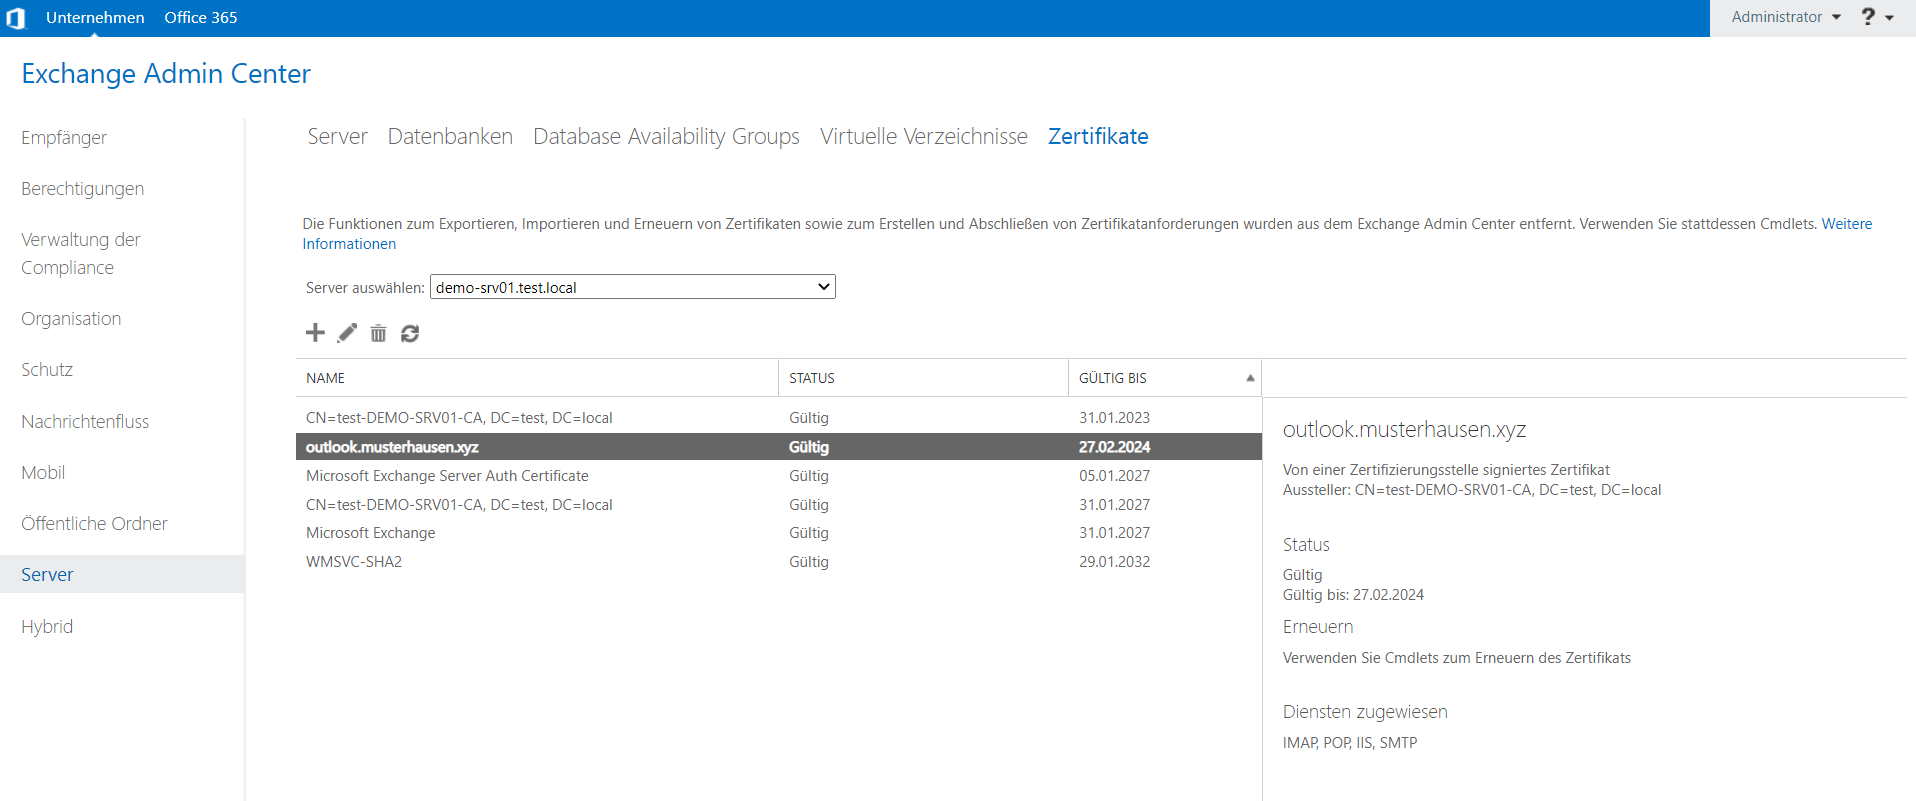 Unternehmen Office 365 Administrator ?
Exchange Admin Center
Empfänger
Berechtigungen
Verwaltung der
Compliance
Organisation
Schutz
Nachrichtenfluss
Mobil
Öffentliche Ordner
Server
Hybrid
Server Datenbanken Database Availability Groups Virtuelle Verzeichnisse Zertifikate
Die Funktionen zum Exportieren, Importieren und Erneuern von Zertifikaten sowie zum Erstellen und Abschließen von Zertifikatanforderungen wurden aus dem Exchange Admin Center entfernt. Verwenden Sie stattdessen Cmdlets. Weitere
Informationen
Server auswählen: demo-srv01.test.local
NAME STATUS GÜLTIG BIS
CN=test-DEMO-SRV01-CA, DC=test, DC=local Gültig 31.01.2023
outlook.musterhausen.xyz Gültig 27.02.2024
Microsoft Exchange Server Auth Certificate Gültig 05.01.2027
CN=test-DEMO-SRV01-CA, DC=test, DC=local Gültig 31.01.2027
Microsoft Exchange Gültig 31.01.2027
WMSVC-SHA2 Gültig 29.01.2032
outlook.musterhausen.xyz
Von einer Zertifizierungsstelle signiertes Zertifikat
Aussteller: CN=test-DEMO-SRV01-CA, DC=test, DC=local
Status
Gültig
Gültig bis: 27.02.2024
Erneuern
Verwenden Sie Cmdlets zum Erneuern des Zertifikats
Diensten zugewiesen
IMAP, POP, IIS, SMTP